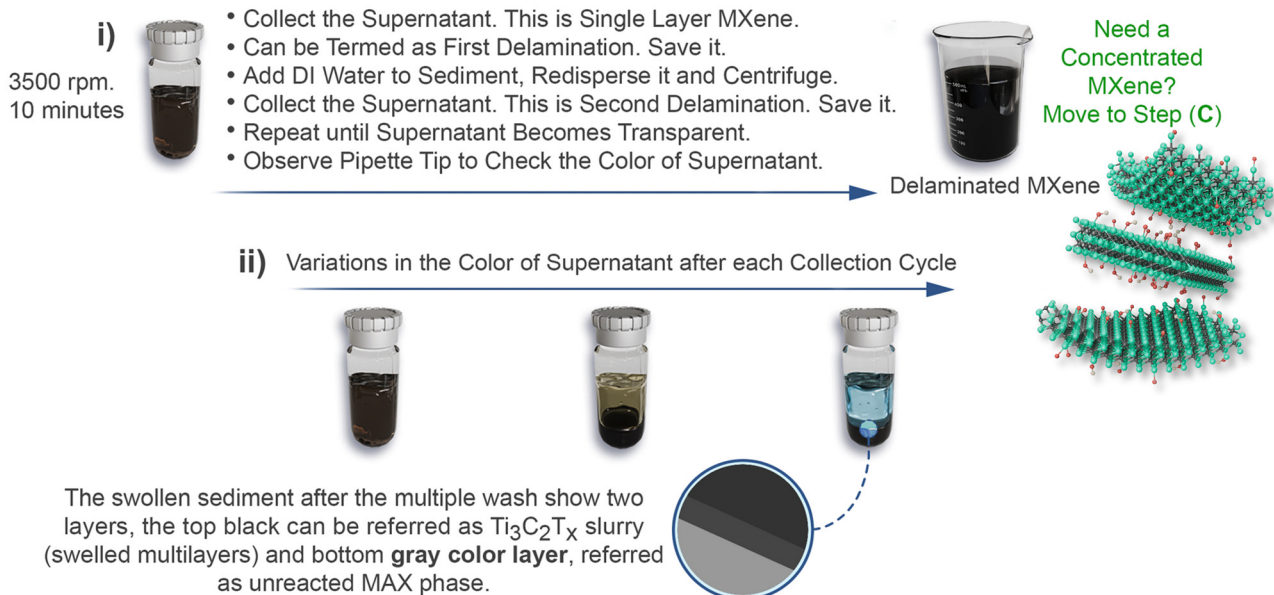 i)
3500 rpm.
10 minutes
• Collect the Supernatant. This is Single Layer MXene.
• Can be Termed as First Delamination. Save it.
• Add DI Water to Sediment, Redisperse it and Centrifuge.
• Collect the Supernatant. This is Second Delamination. Save it.
• Repeat until Supernatant Becomes Transparent.
• Observe Pipette Tip to Check the Color of Supernatant.
Delaminated MXene
Need a
Concentrated
MXene?
Move to Step (C)
ii) Variations in the Color of Supernatant after each Collection Cycle
The swollen sediment after the multiple wash show two
layers, the top black can be referred as Ti₃C₂Tₓ slurry
(swelled multilayers) and bottom gray color layer, referred
as unreacted MAX phase.